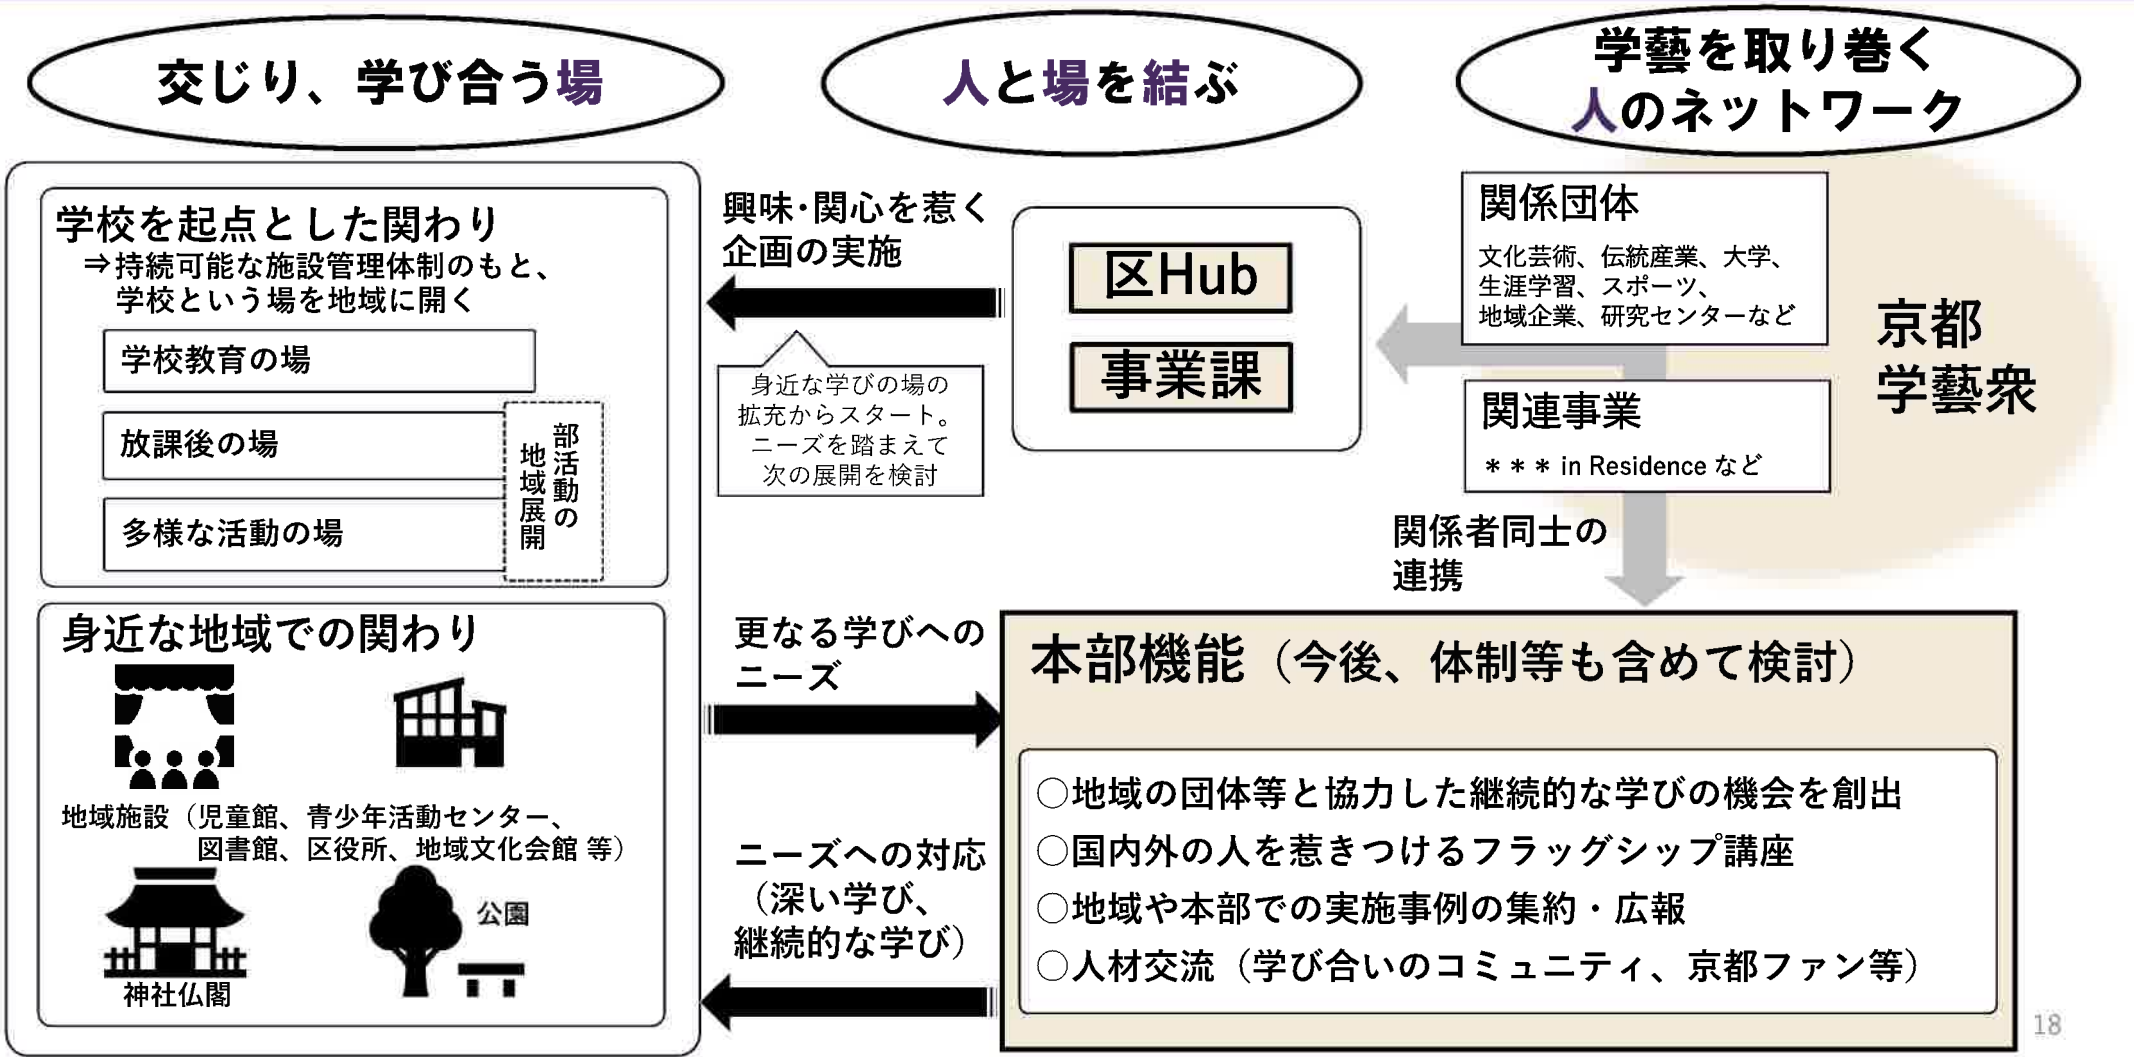 交じり、学び合う場
人と場を結ぶ
学藝を取り巻く
人のネットワーク
学校を起点とした関わり
⇒持続可能な施設管理体制のもと、
学校という場を地域に開く
学校教育の場
放課後の場
多様な活動の場
部活動の
地域展開
身近な地域での関わり
地域施設（児童館、青少年活動センター、
図書館、区役所、地域文化会館 等）
神社仏閣
公園
興味･関心を惹く
企画の実施
身近な学びの場の
拡充からスタート。
ニーズを踏まえて
次の展開を検討
区Hub
事業課
関係団体
文化芸術、伝統産業、大学、
生涯学習、スポーツ、
地域企業、研究センターなど
関連事業
＊＊＊ in Residence など
京都
学藝衆
関係者同士の
連携
更なる学びへの
ニーズ
ニーズへの対応
（深い学び、
継続的な学び）
本部機能（今後、体制等も含めて検討）
○地域の団体等と協力した継続的な学びの機会を創出
○国内外の人を惹きつけるフラッグシップ講座
○地域や本部での実施事例の集約・広報
○人材交流（学び合いのコミュニティ、京都ファン等）
18